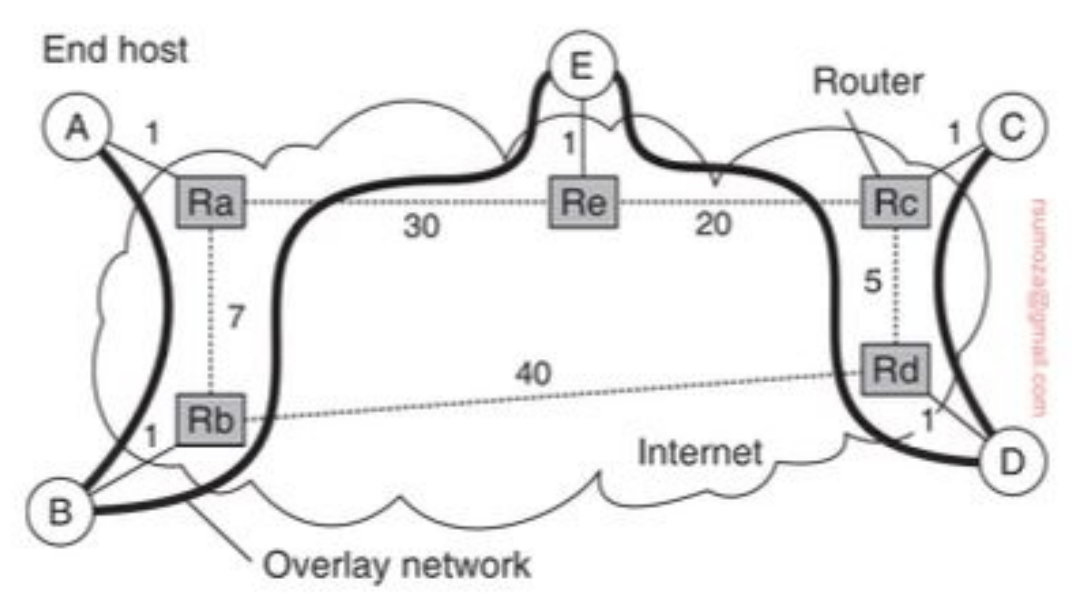 End host
E
Router
A
1
1
C
1
Ra
Re
Rc
30
20
7
5
40
Rd
Rb
1
1
Internet
D
B
Overlay network
rsumoza@gmail.com